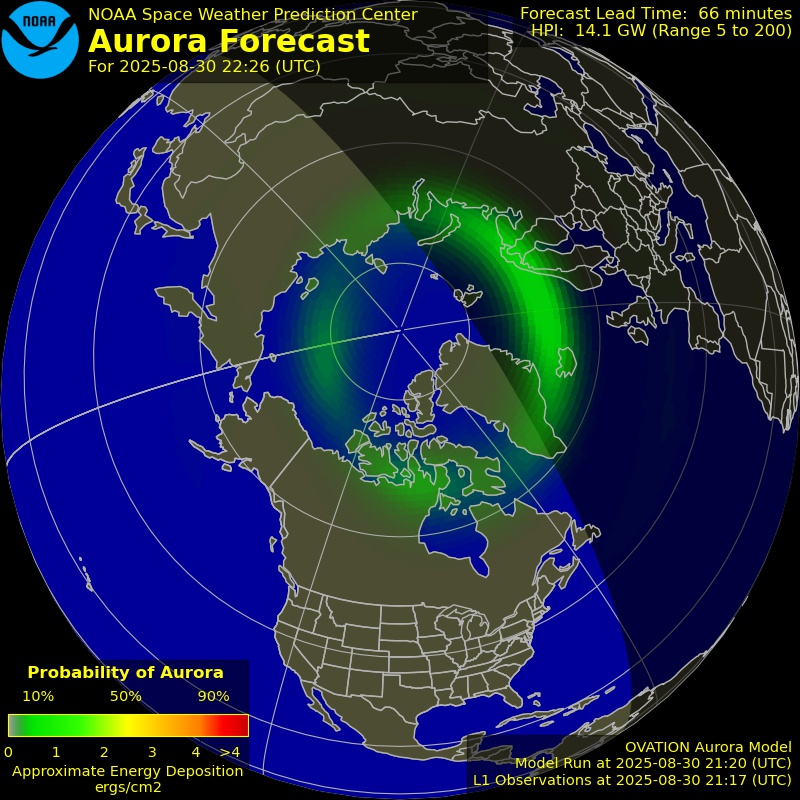 NOAA
NOAA Space Weather Prediction Center
Aurora Forecast
For 2025-08-30 22:26 (UTC)
Forecast Lead Time: 66 minutes
HPI: 14.1 GW (Range 5 to 200)
Probability of Aurora
10% 50% 90%
0 1 2 3 4 >4
Approximate Energy Deposition
ergs/cm2
OVATION Aurora Model
Model Run at 2025-08-30 21:20 (UTC)
L1 Observations at 2025-08-30 21:17 (UTC)